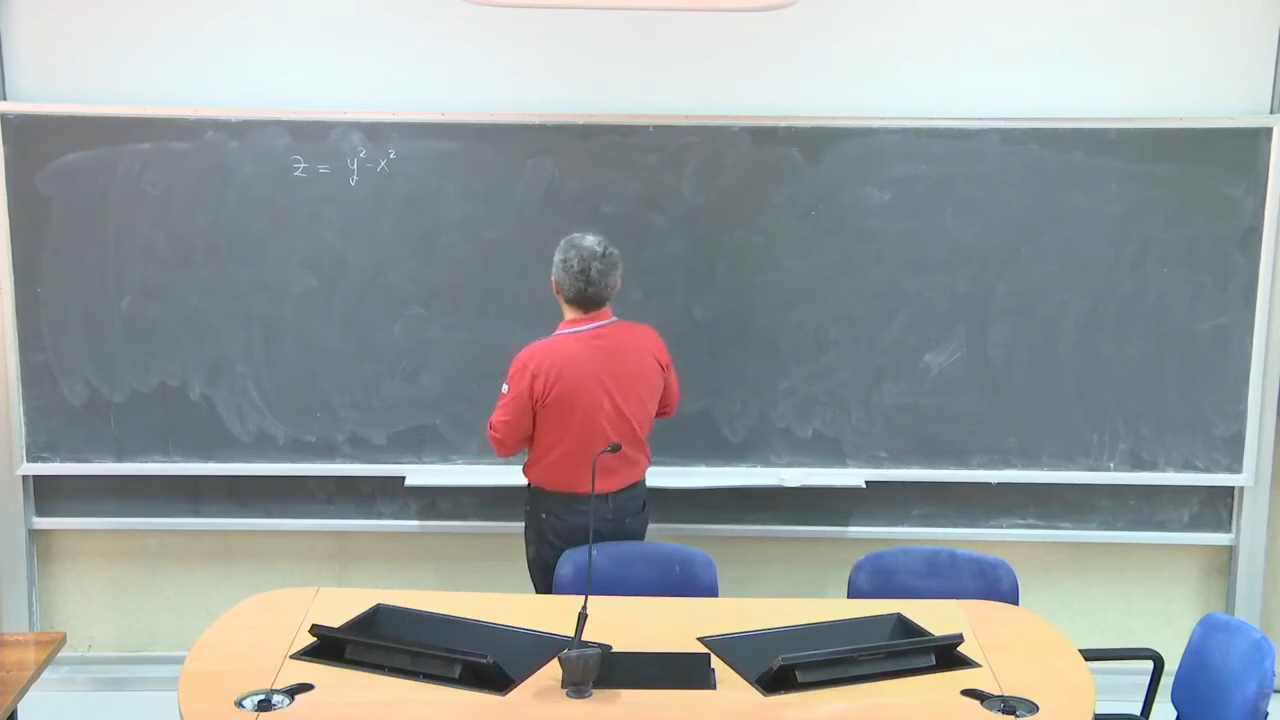 z = y² - x²